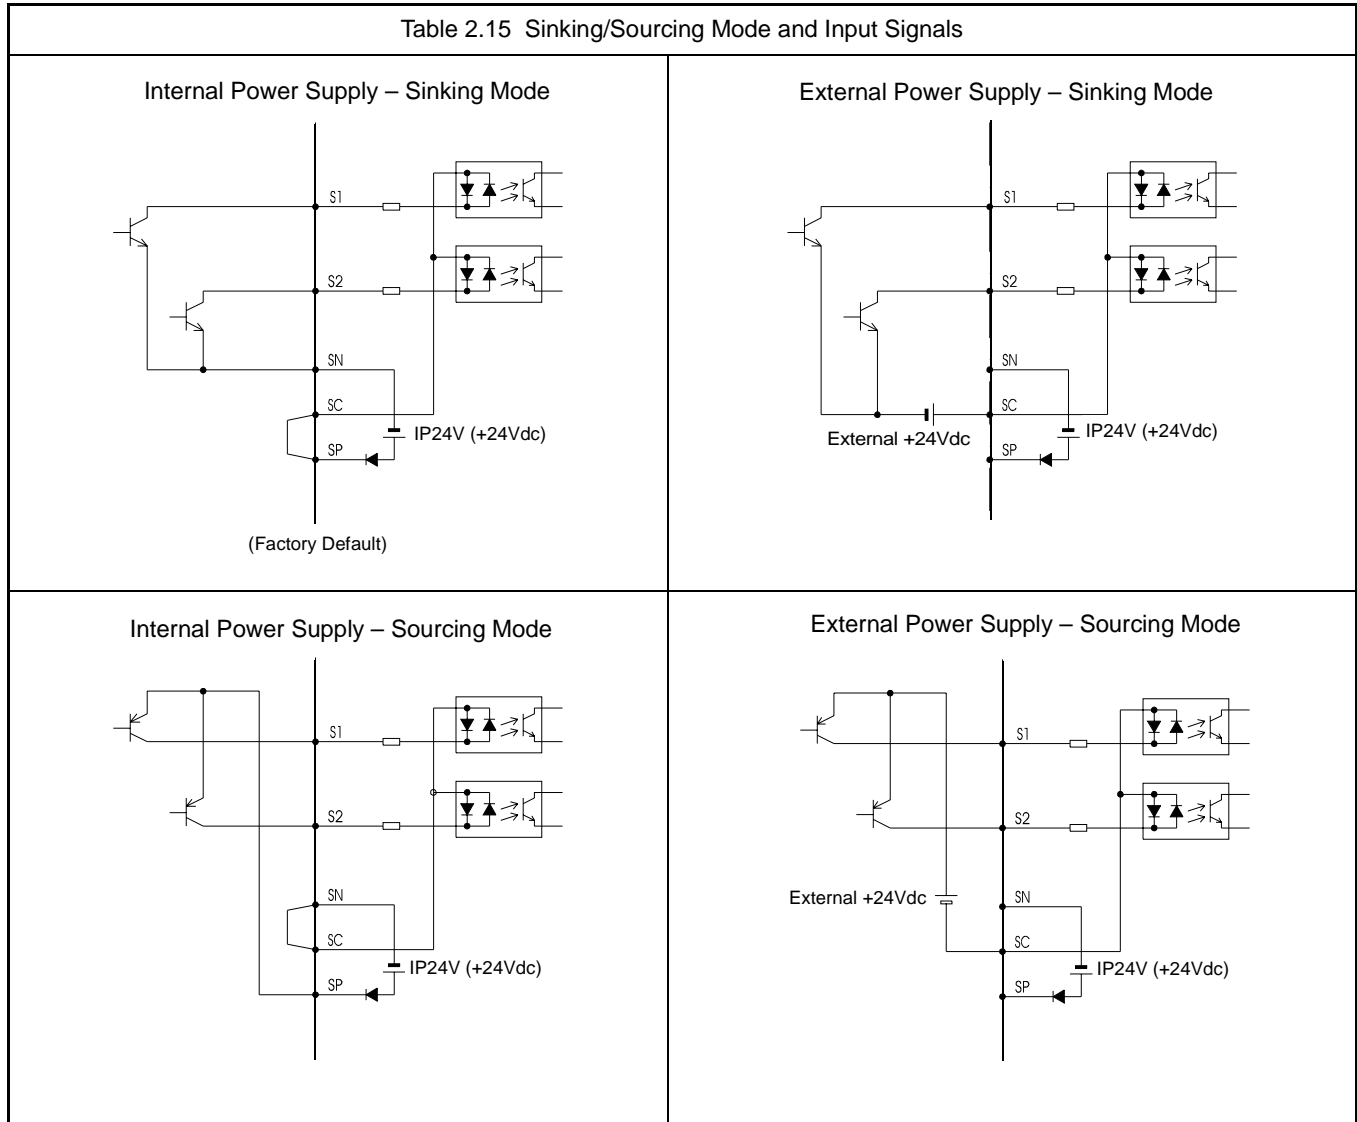 Table 2.15 Sinking/Sourcing Mode and Input Signals
Internal Power Supply – Sinking Mode
S1
S2
SN
SC
IP24V (+24Vdc)
SP
(Factory Default)
External Power Supply – Sinking Mode
S1
S2
SN
SC
External +24Vdc
IP24V (+24Vdc)
SP
Internal Power Supply – Sourcing Mode
S1
S2
SN
SC
IP24V (+24Vdc)
SP
External Power Supply – Sourcing Mode
S1
S2
External +24Vdc
SN
SC
IP24V (+24Vdc)
SP